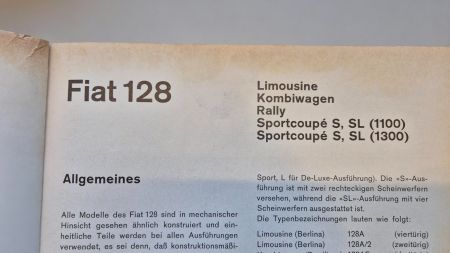 Fiat 128
Limousine
Kombiwagen
Rally
Sportcoupé S, SL (1100)
Sportcoupé S, SL (1300)
Allgemeines
Alle Modelle des Fiat 128 sind in mechanischer
Hinsicht gesehen ähnlich konstruiert und ein-
heitliche Teile werden bei allen Ausführungen
verwendet, es sei denn, daß konstruktionsmäßi-
Sport, L für De-Luxe-Ausführung). Die «S»-Aus-
führung ist mit zwei rechteckigen Scheinwerfern
versehen, während die «SL»-Ausführung mit vier
Scheinwerfern ausgestattet ist.
Die Typenbezeichnungen lauten wie folgt:
Limousine (Berlina) 128A (viertürig)
Limousine (Berlina) 128A/2 (zweitürig)